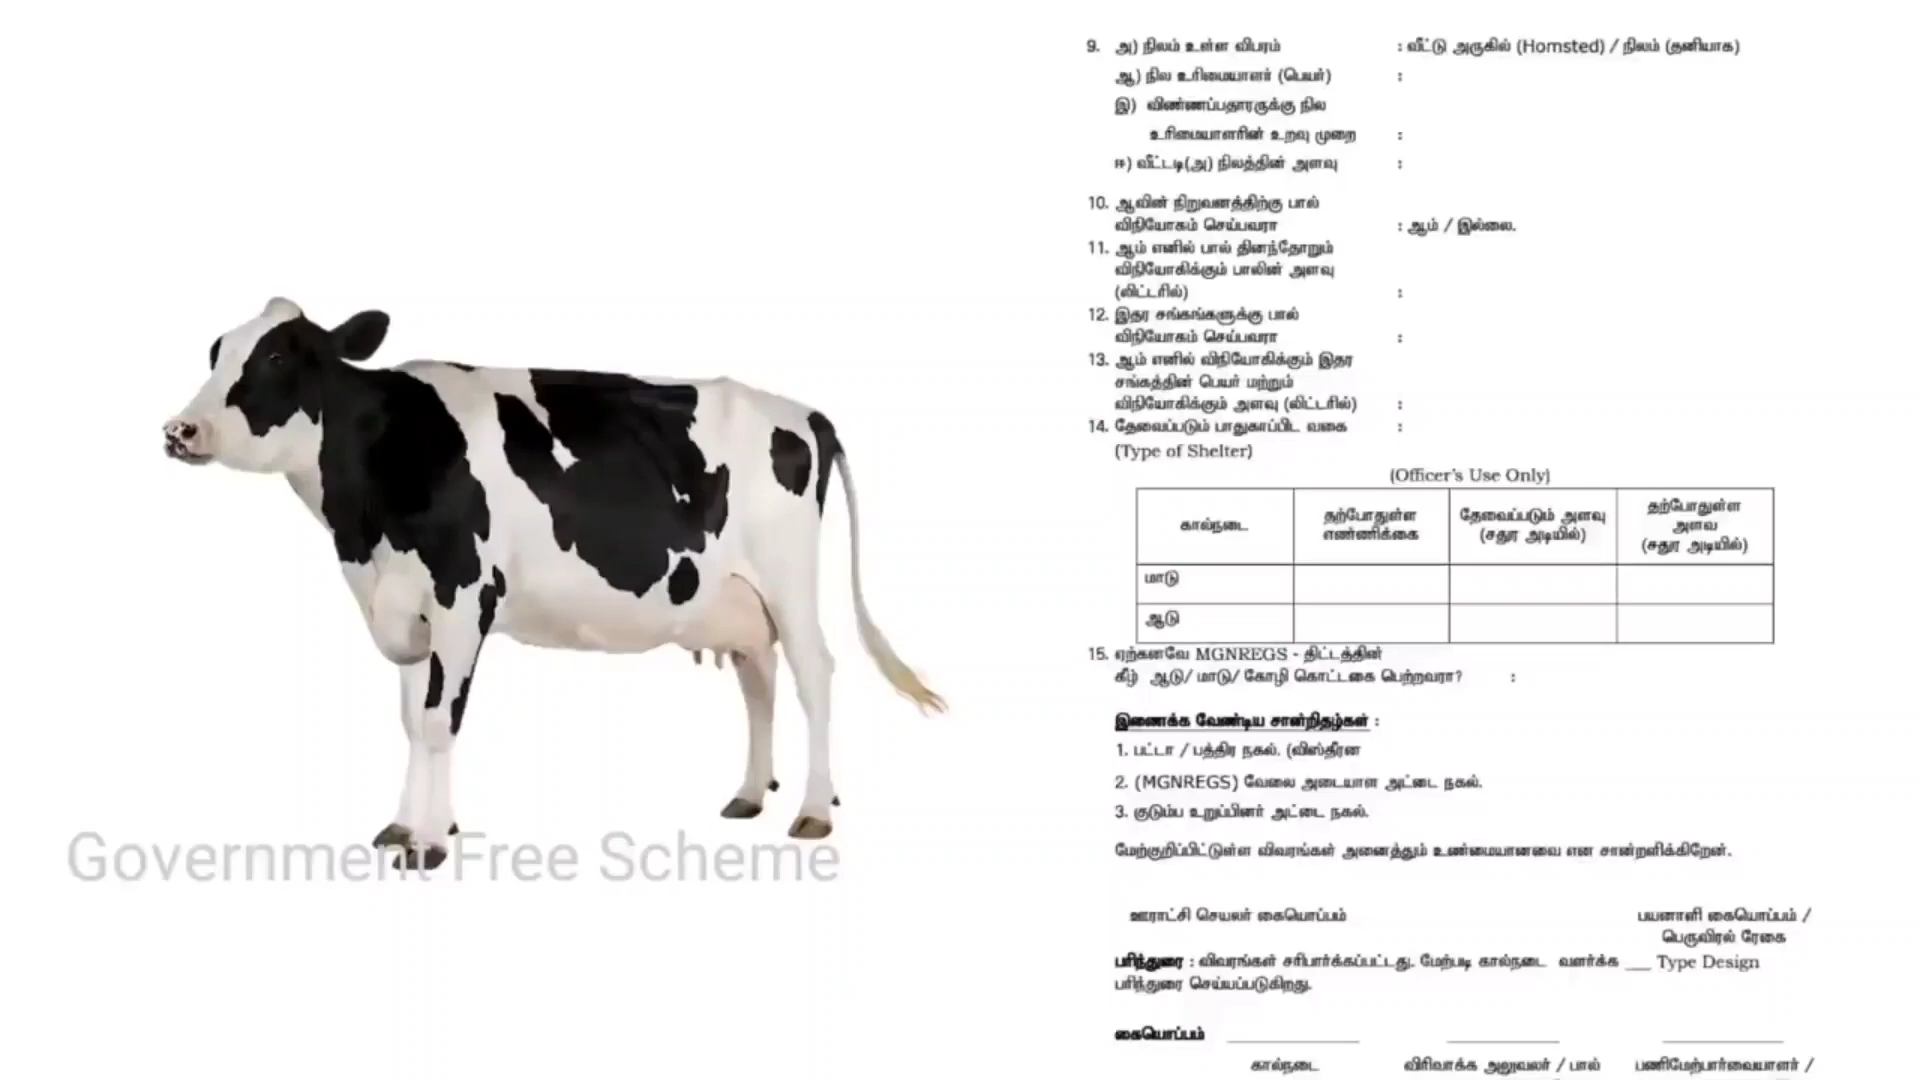 Government Free Scheme
9. அ) நிலம் உள்ள விபரம் : வீட்டு அருகில் (Homsted) / நிலம் (தனியாக)
ஆ) நில உரிமையாளர் (பெயர்) :
இ) விண்ணப்பதாரருக்கு நில
உரிமையாளரின் உறவு முறை :
ஈ) வீட்டடி(அ) நிலத்தின் அளவு :
10. ஆவின் நிறுவனத்திற்கு பால்
விநியோகம் செய்பவரா : ஆம் / இல்லை.
11. ஆம் எனில் பால் தினந்தோறும்
விநியோகிக்கும் பாலின் அளவு
(லிட்டரில்) :
12. இதர சங்கங்களுக்கு பால்
விநியோகம் செய்பவரா :
13. ஆம் எனில் விநியோகிக்கும் இதர
சங்கத்தின் பெயர் மற்றும்
விநியோகிக்கும் அளவு (லிட்டரில்) :
14. தேவைப்படும் பாதுகாப்பிட வகை :
(Type of Shelter)
(Officer's Use Only)
கால்நடை தற்போதுள்ள எண்ணிக்கை தேவைப்படும் அளவு (சதுர அடியில்) தற்போதுள்ள அளவ (சதுர அடியில்)
மாடு
ஆடு
15. ஏற்கனவே MGNREGS - திட்டத்தின்
கீழ் ஆடு/ மாடு/ கோழி கொட்டகை பெற்றவரா? :
இணைக்க வேண்டிய சான்றிதழ்கள் :
1. பட்டா / பத்திர நகல். (விஸ்தீரன
2. (MGNREGS) வேலை அடையாள அட்டை நகல்.
3. குடும்ப உறுப்பினர் அட்டை நகல்.
மேற்குறிப்பிட்டுள்ள விவரங்கள் அனைத்தும் உண்மையானவை என சான்றளிக்கிறேன்.
ஊராட்சி செயலர் கையொப்பம் பயனாளி கையொப்பம் /
பெருவிரல் ரேகை
பரிந்துரை : விவரங்கள் சரிபார்க்கப்பட்டது. மேற்படி கால்நடை வளர்க்க ___ Type Design
பரிந்துரை செய்யப்படுகிறது.
கையொப்பம்
கால்நடை விரிவாக்க அலுவலர் / பால் பணிமேற்பார்வையாளர் /